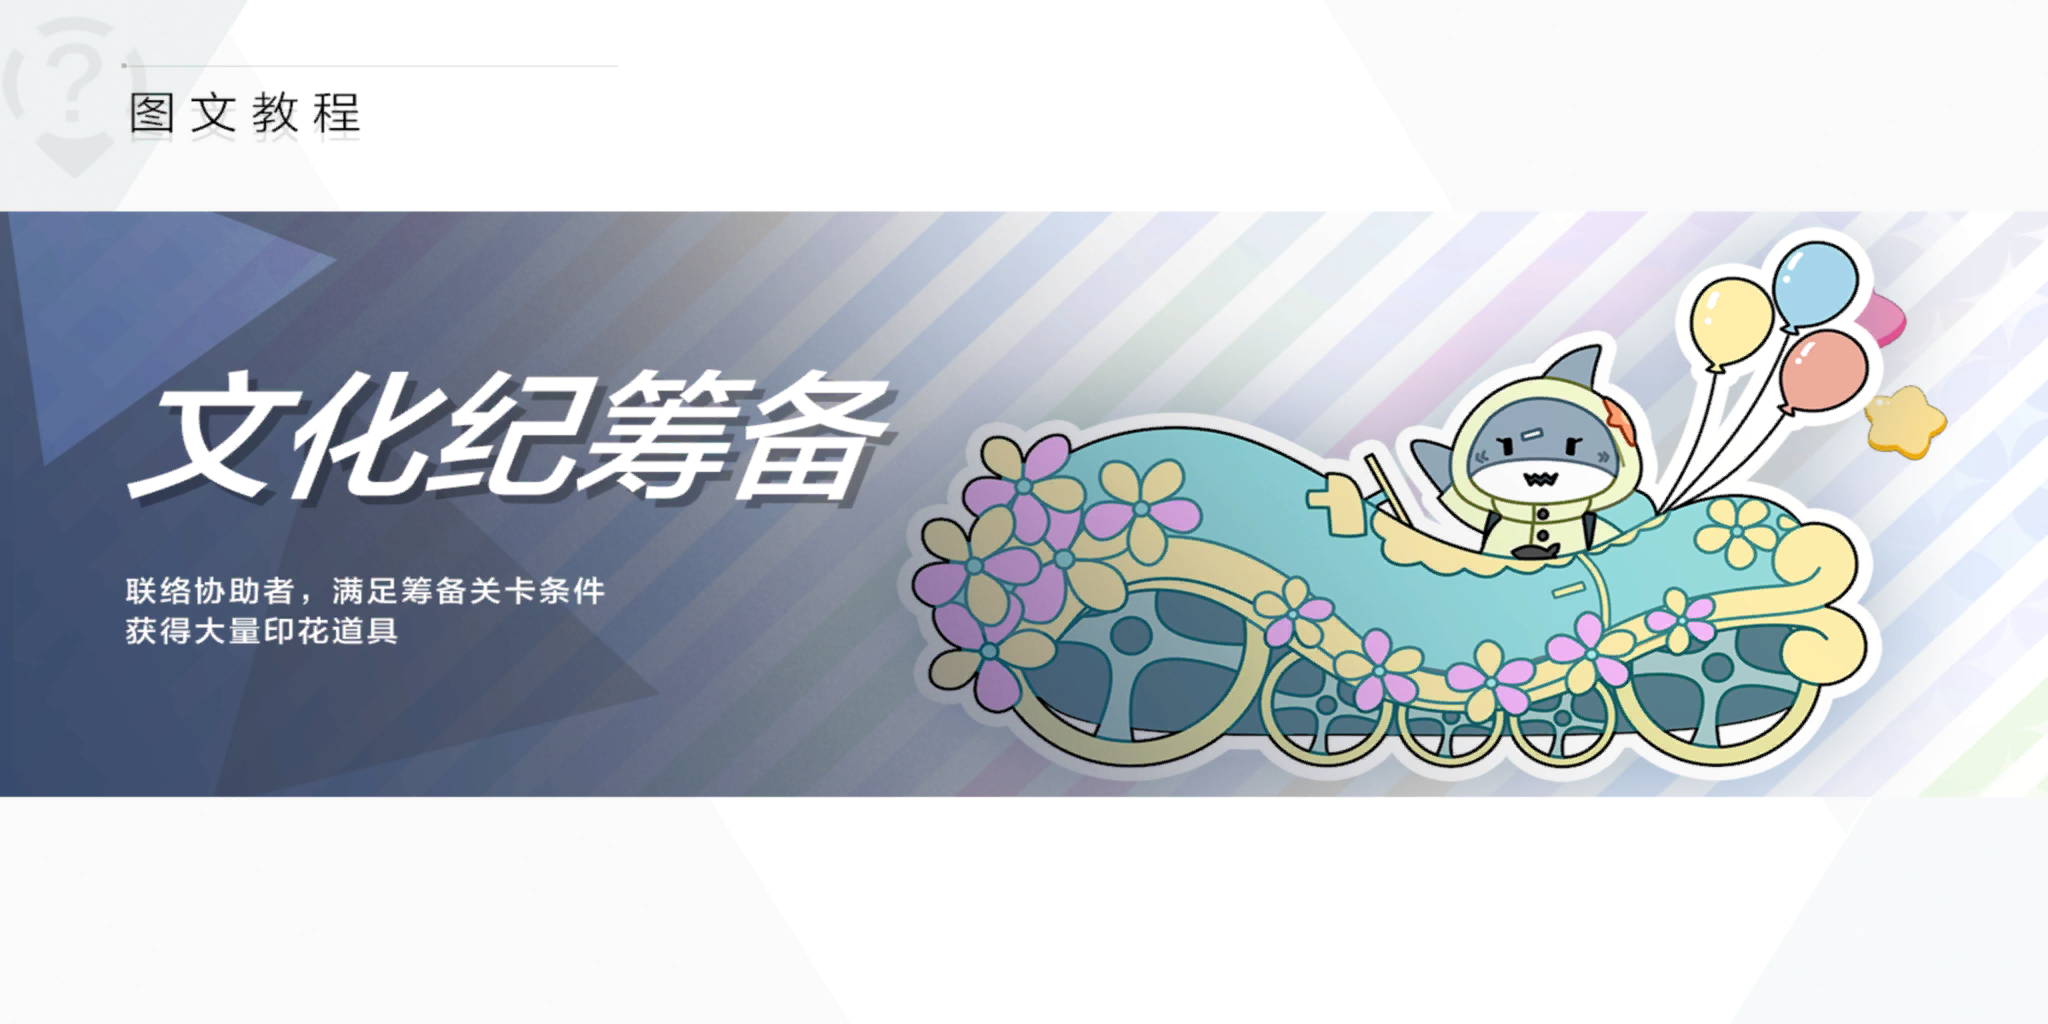 图文教程
文化纪筹备
联络协助者，满足筹备关卡条件
获得大量印花道具